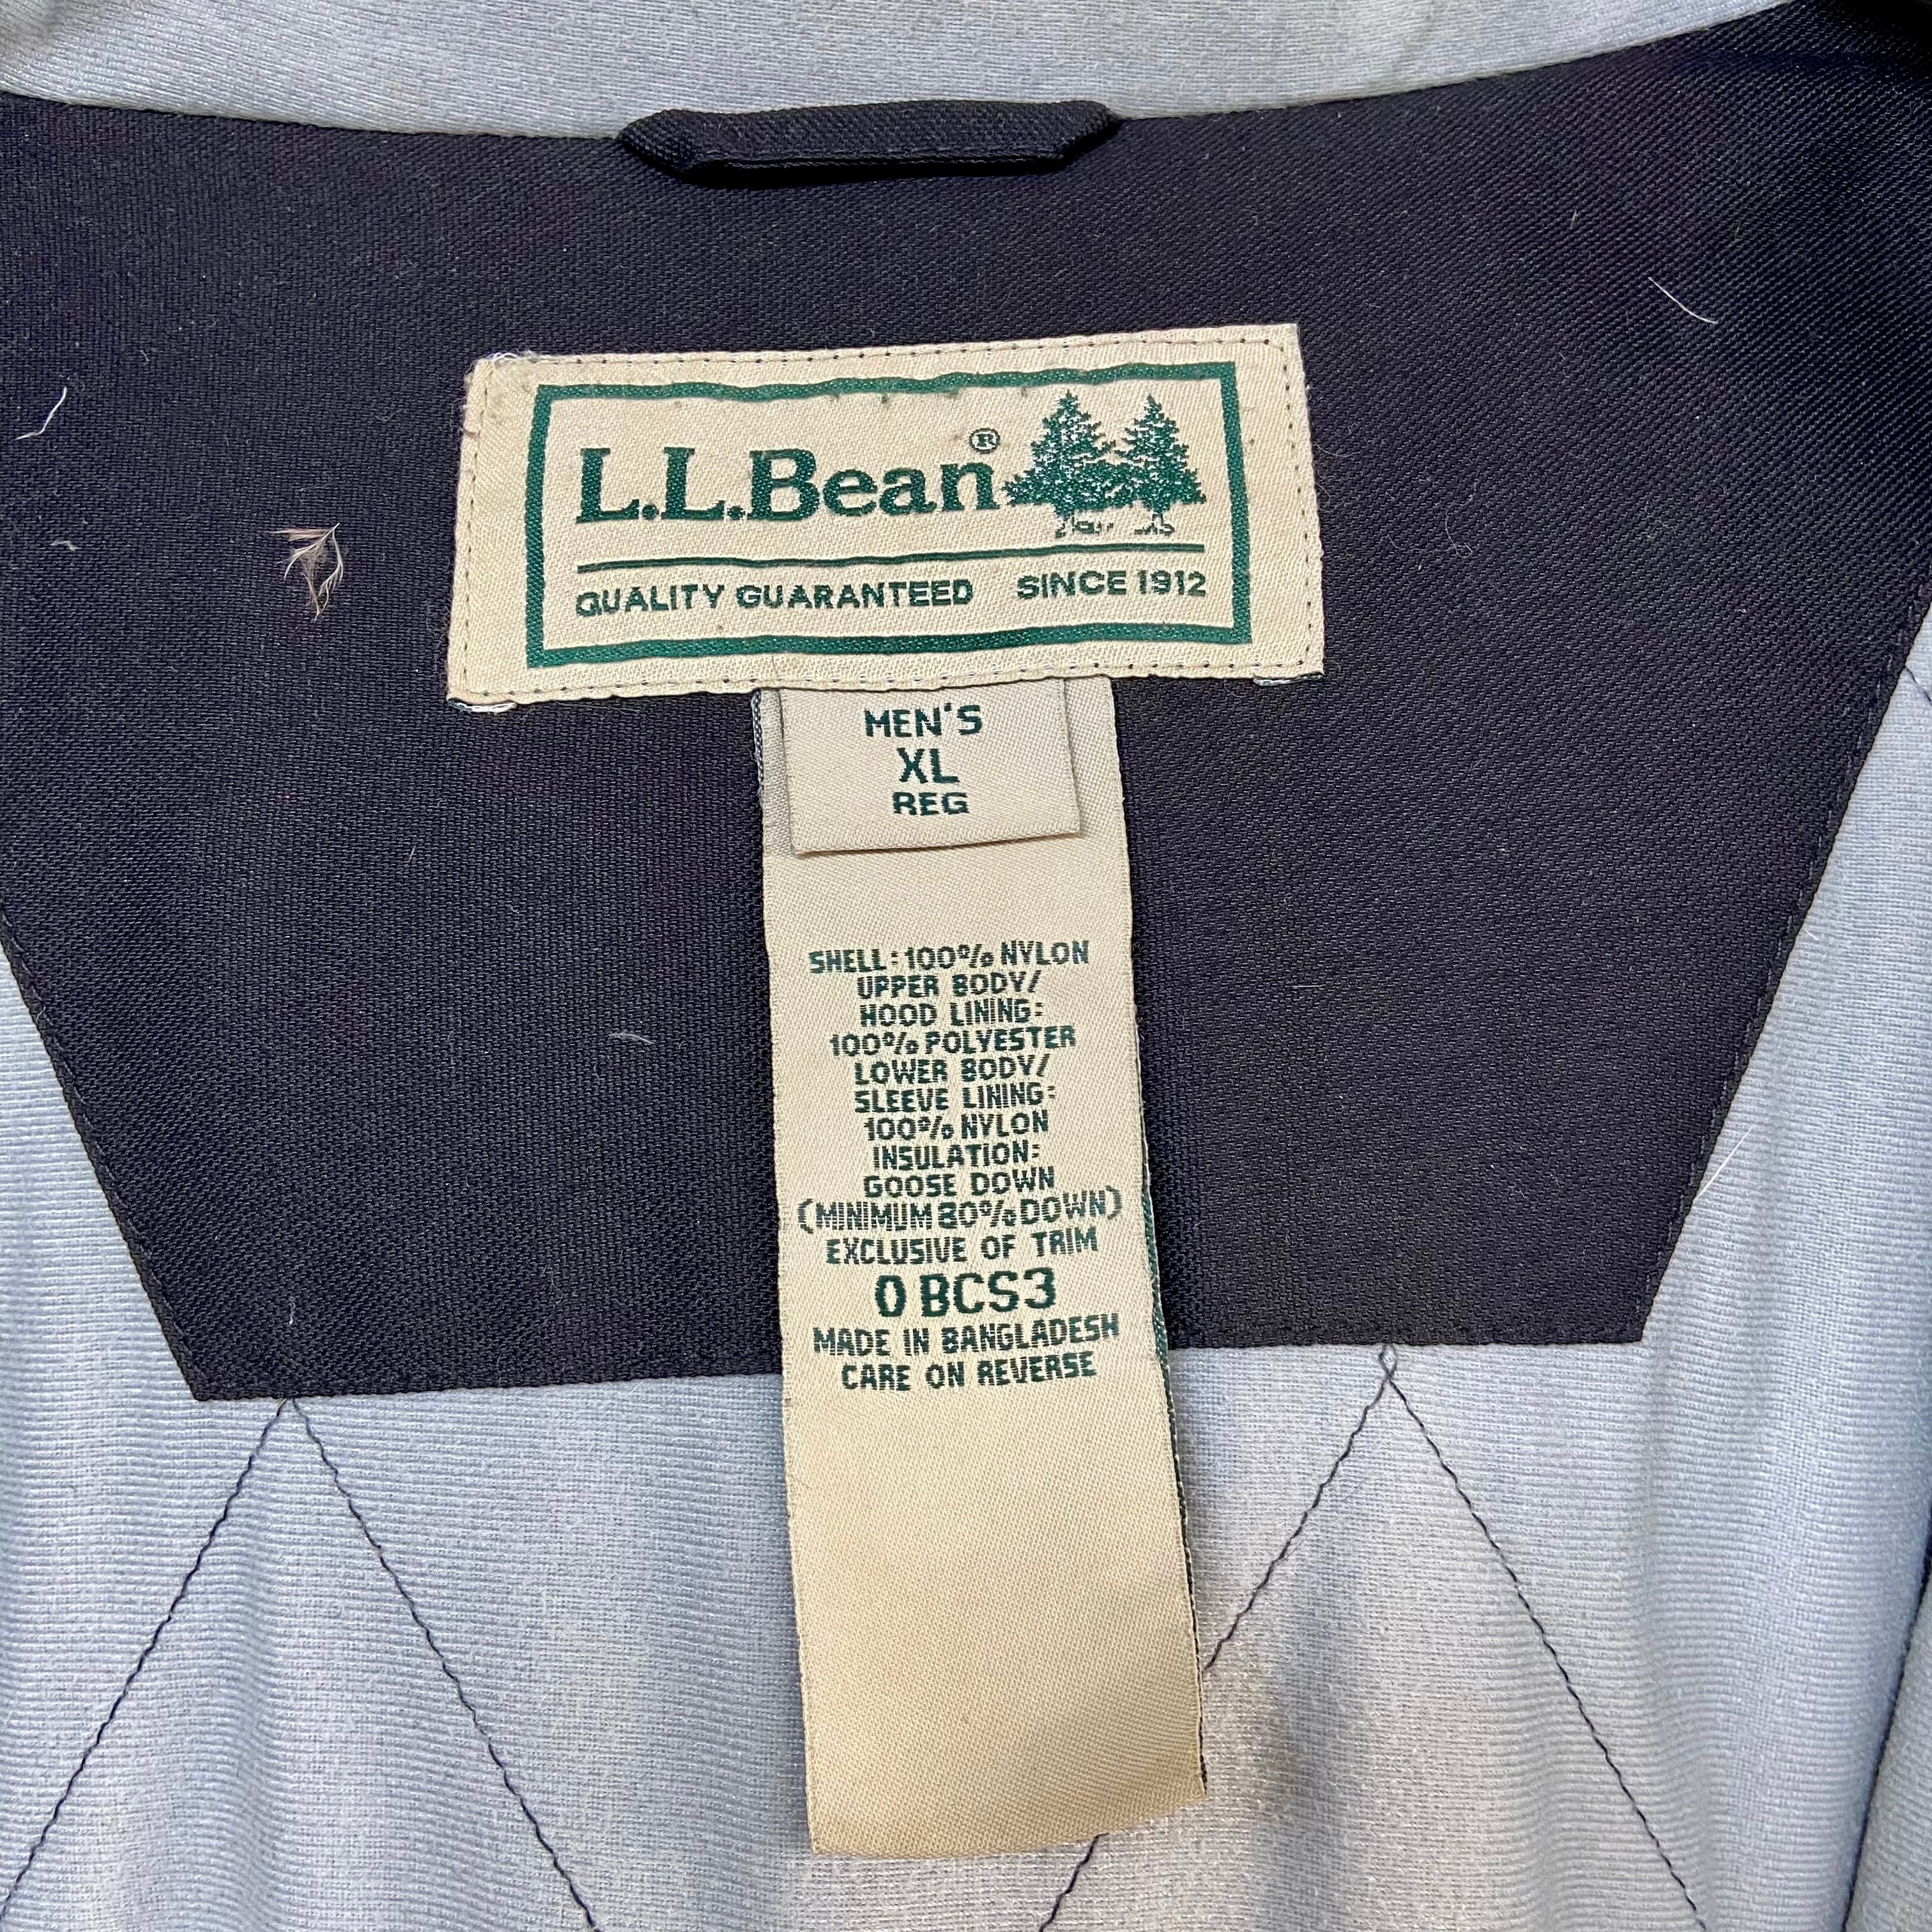 L.L.Bean®
QUALITY GUARANTEED SINCE 1912
MEN'S
XL
REG
SHELL: 100% NYLON
UPPER BODY/
HOOD LINING:
100% POLYESTER
LOWER BODY/
SLEEVE LINING:
100% NYLON
INSULATION:
GOOSE DOWN
(MINIMUM 80% DOWN)
EXCLUSIVE OF TRIM
0 BCS3
MADE IN BANGLADESH
CARE ON REVERSE